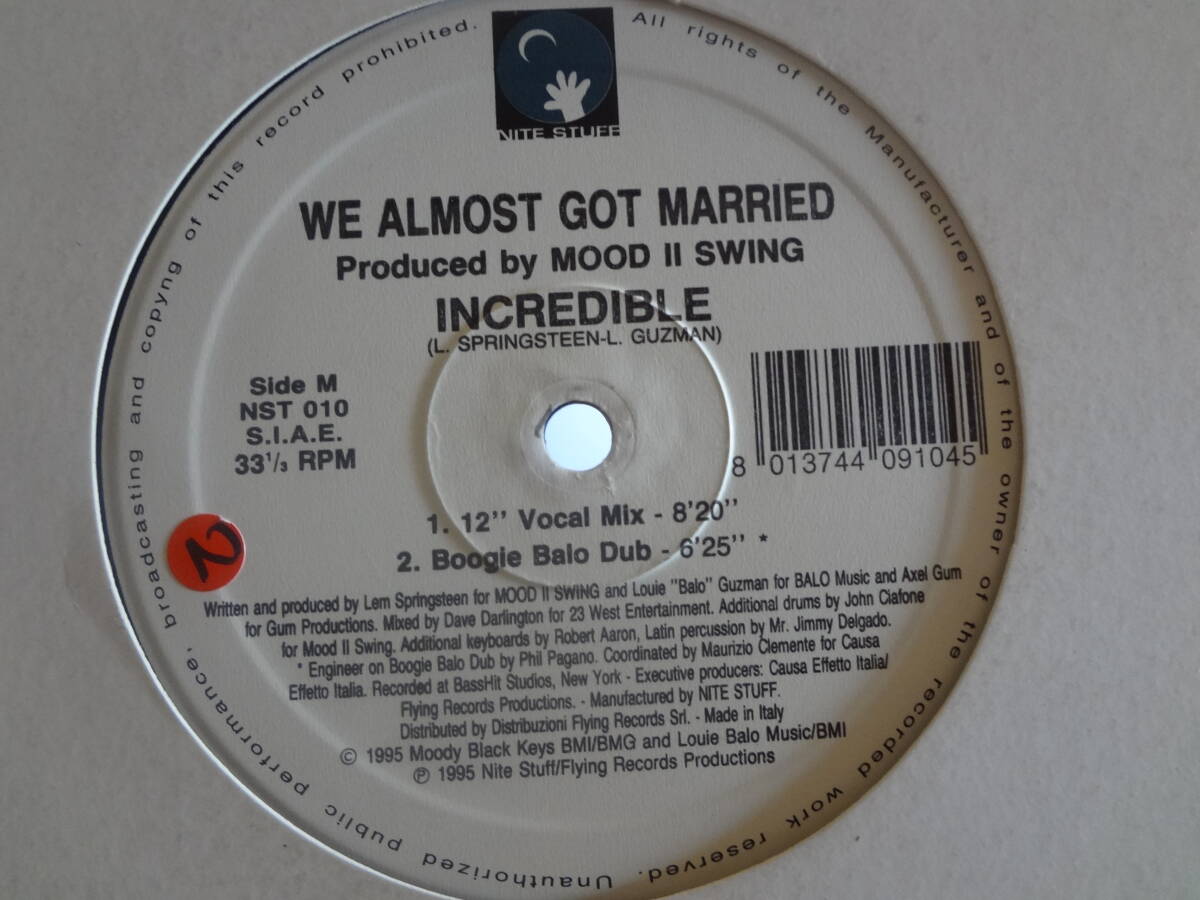 NITE STUFF
WE ALMOST GOT MARRIED
Produced by MOOD II SWING
INCREDIBLE
(L. SPRINGSTEEN-L. GUZMAN)
Side M
NST 010
S.I.A.E.
33 1/3 RPM
8 013744 091045
1. 12'' Vocal Mix - 8'20''
2. Boogie Balo Dub - 6'25'' *
2
Written and produced by Lem Springsteen for MOOD II SWING and Louie "Balo" Guzman for BALO Music and Axel Gum
for Gum Productions. Mixed by Dave Darlington for 23 West Entertainment. Additional drums by John Ciafone
for Mood II Swing. Additional keyboards by Robert Aaron, Latin percussion by Mr. Jimmy Delgado.
* Engineer on Boogie Balo Dub by Phil Pagano. Coordinated by Maurizio Clemente for Causa
Effetto Italia. Recorded at BassHit Studios, New York - Executive producers: Causa Effetto Italia/
Flying Records Productions. - Manufactured by NITE STUFF.
Distributed by Distribuzioni Flying Records Srl. - Made in Italy
© 1995 Moody Black Keys BMI/BMG and Louie Balo Music/BMI
℗ 1995 Nite Stuff/Flying Records Productions
All rights of the Manufacturer and of the owner of the recorded work reserved. Unauthorized public performance, broadcasting and copyng of this record prohibited.